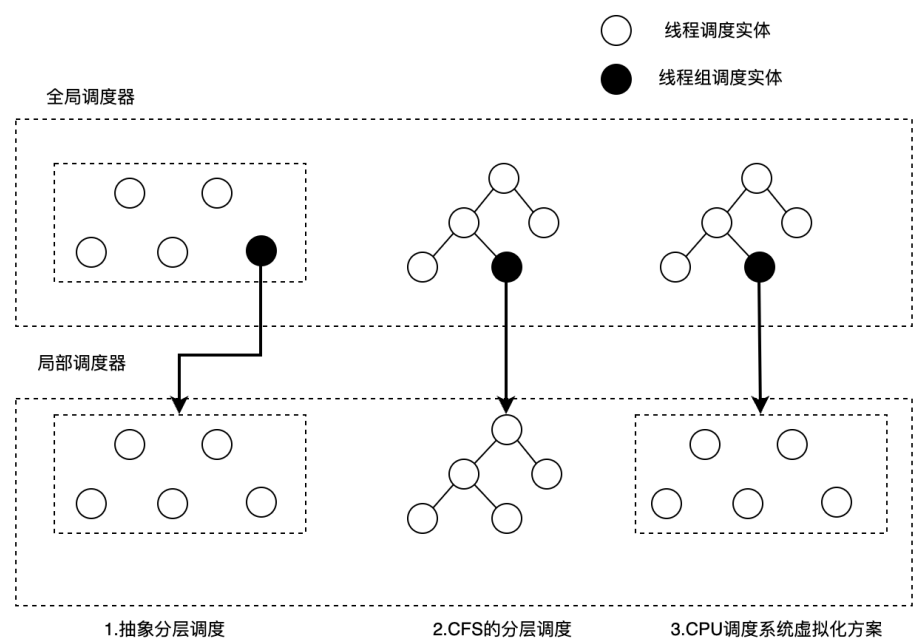 线程调度实体
线程组调度实体
全局调度器
局部调度器
1.抽象分层调度
2.CFS的分层调度
3.CPU调度系统虚拟化方案